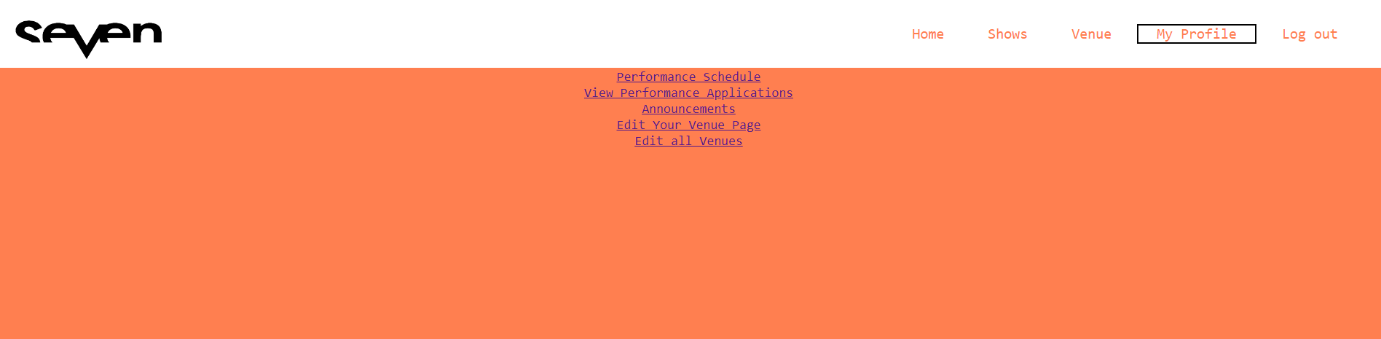 seven
Home Shows Venue My Profile Log out
Performance Schedule
View Performance Applications
Announcements
Edit Your Venue Page
Edit all Venues